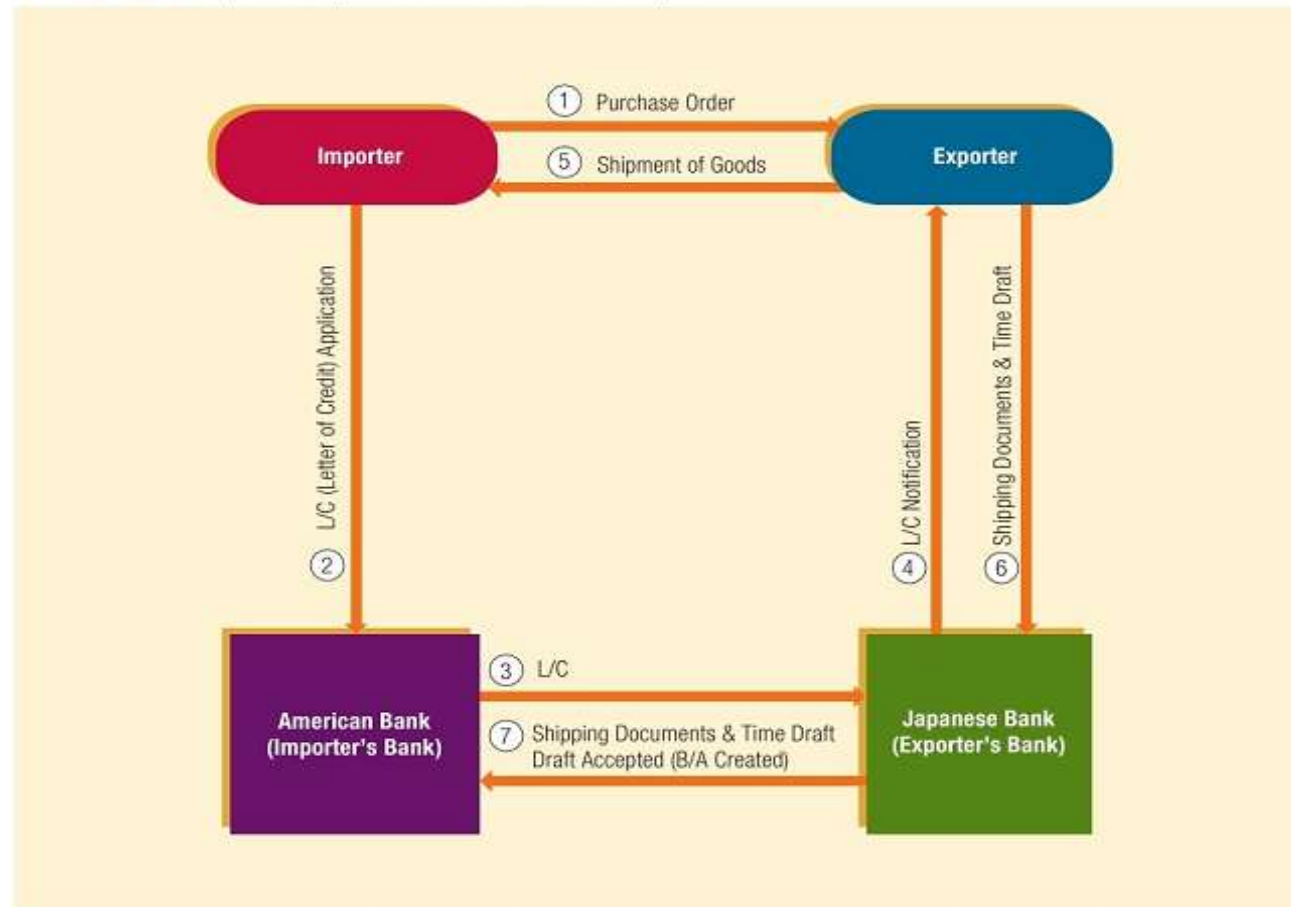 1 Purchase Order
Importer
Exporter
5 Shipment of Goods
L/C (Letter of Credit) Application
2
L/C Notification
4
Shipping Documents & Time Draft
6
3 L/C
American Bank
(Importer's Bank)
7 Shipping Documents & Time Draft
Draft Accepted (B/A Created)
Japanese Bank
(Exporter's Bank)